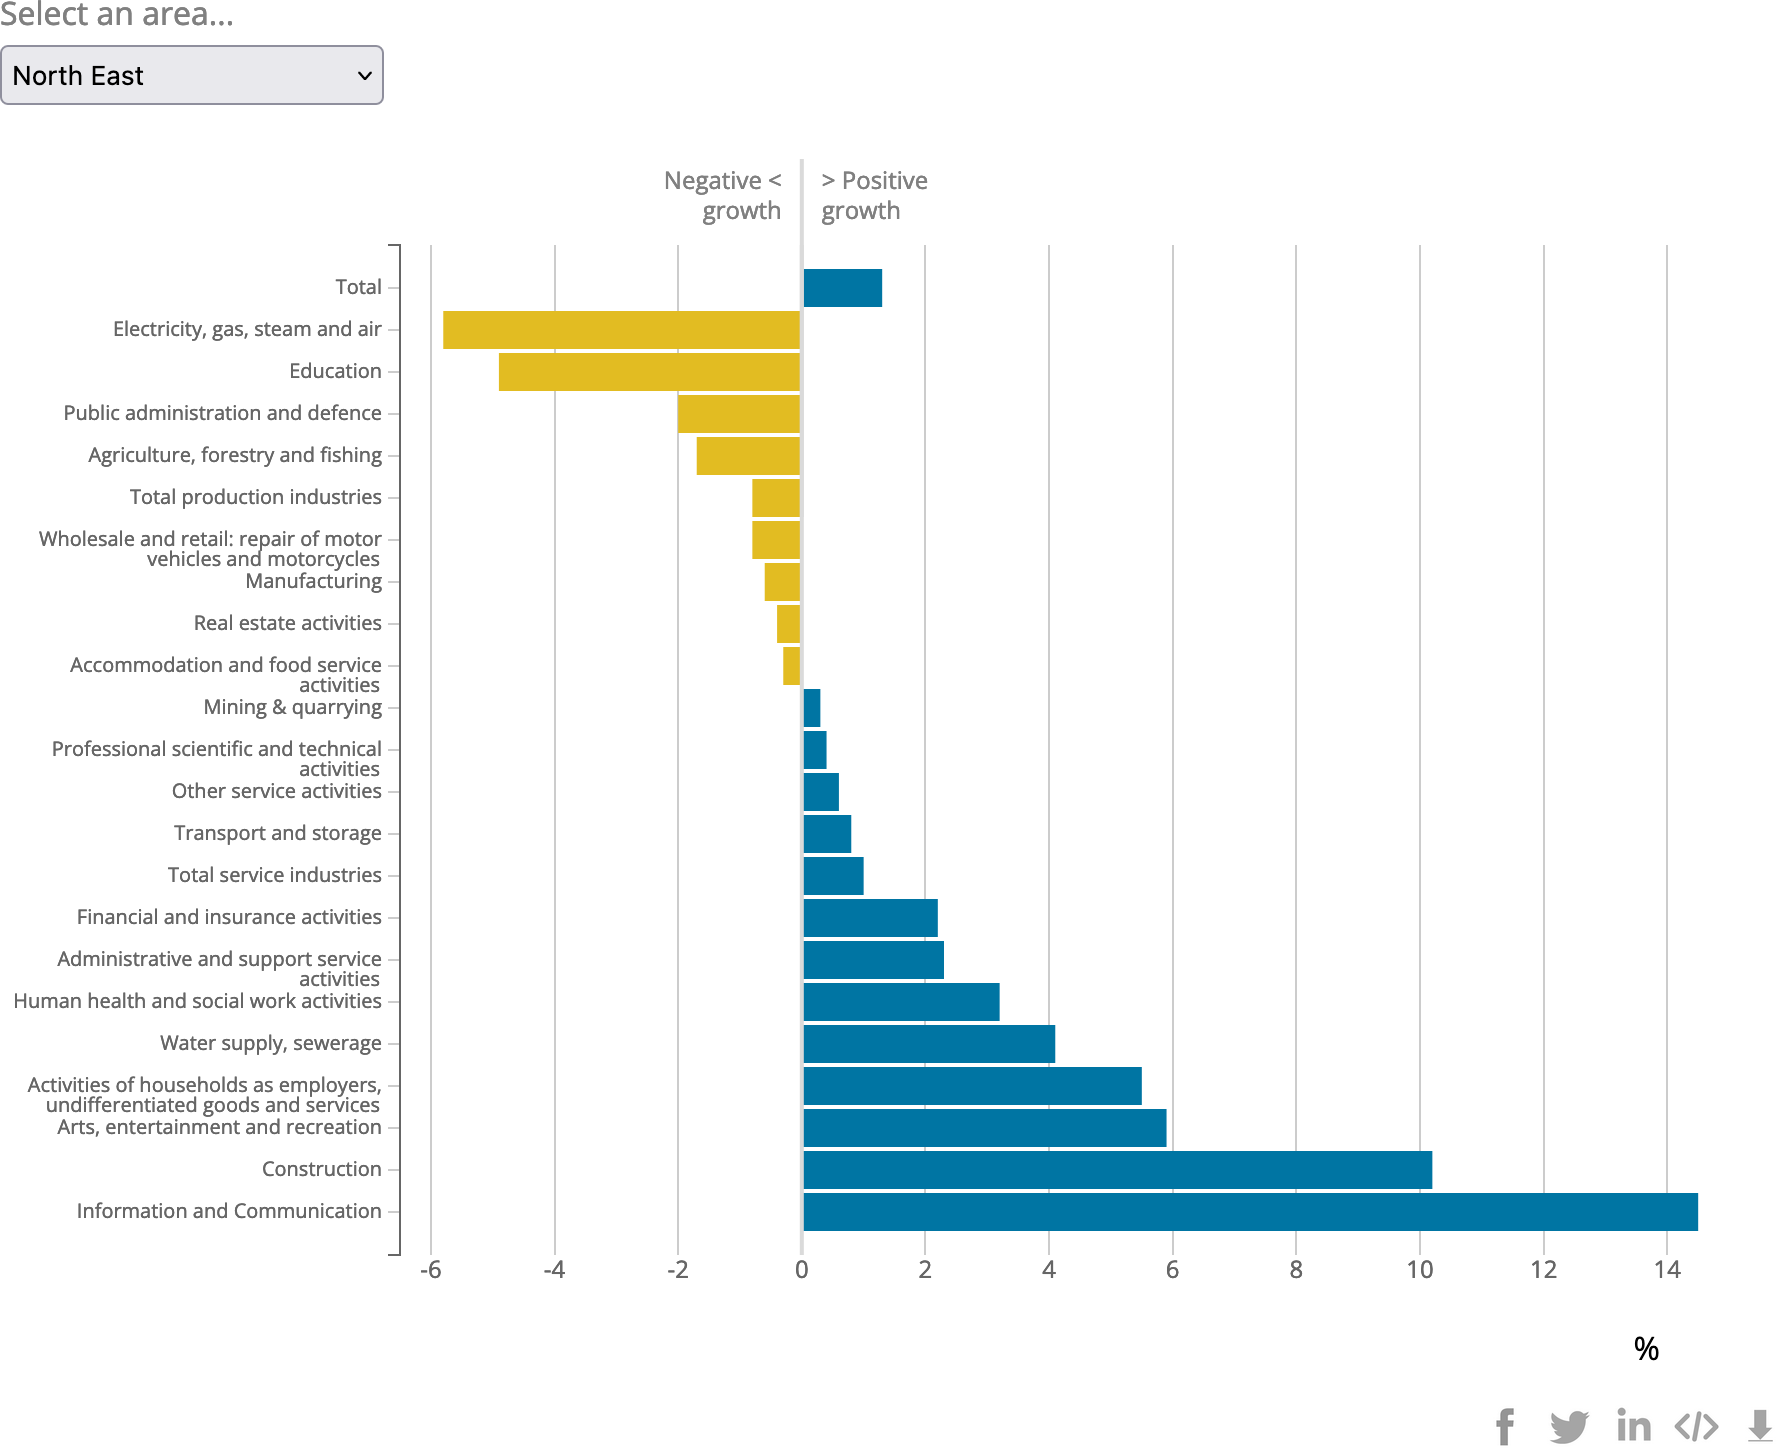 Select an area...
North East
Negative <
growth
> Positive
growth
Total
Electricity, gas, steam and air
Education
Public administration and defence
Agriculture, forestry and fishing
Total production industries
Wholesale and retail: repair of motor
vehicles and motorcycles
Manufacturing
Real estate activities
Accommodation and food service
activities
Mining & quarrying
Professional scientific and technical
activities
Other service activities
Transport and storage
Total service industries
Financial and insurance activities
Administrative and support service
activities
Human health and social work activities
Water supply, sewerage
Activities of households as employers,
undifferentiated goods and services
Arts, entertainment and recreation
Construction
Information and Communication
-6 -4 -2 0 2 4 6 8 10 12 14
%